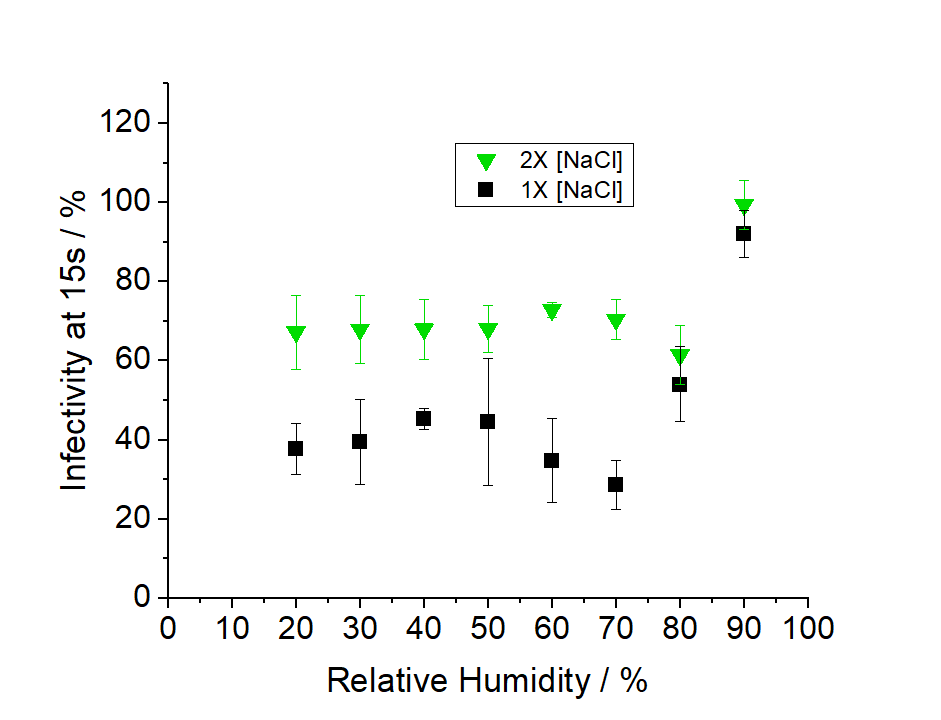 120
100
80
60
40
20
0
Infectivity at 15s / %
2X [NaCl]
1X [NaCl]
0 10 20 30 40 50 60 70 80 90 100
Relative Humidity / %